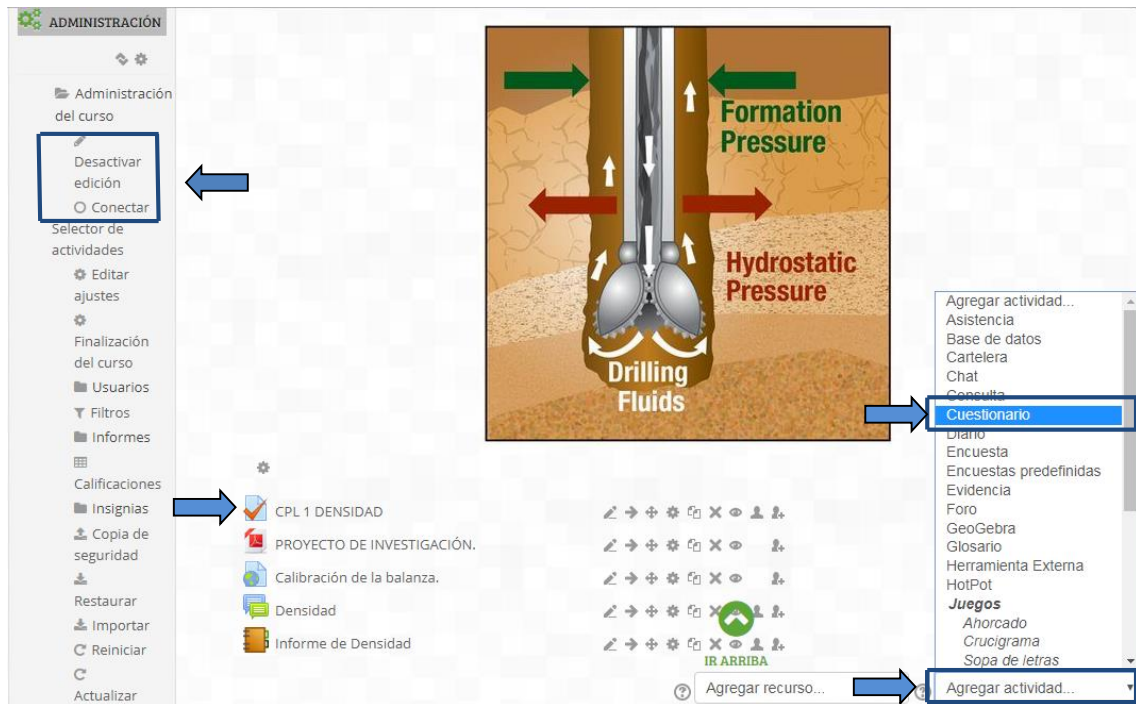 ADMINISTRACIÓN
Administración
del curso
Desactivar
edición
Conectar
Selector de
actividades
Editar
ajustes
Finalización
del curso
Usuarios
Filtros
Informes
Calificaciones
Insignias
Copia de
seguridad
Restaurar
Importar
Reiniciar
Actualizar
Formation
Pressure
Hydrostatic
Pressure
Drilling
Fluids
CPL 1 DENSIDAD
PROYECTO DE INVESTIGACIÓN.
Calibración de la balanza.
Densidad
Informe de Densidad
IR ARRIBA
Agregar recurso...
Agregar actividad...
Asistencia
Base de datos
Cartelera
Chat
Consulta
Cuestionario
Diario
Encuesta
Encuestas predefinidas
Evidencia
Foro
GeoGebra
Glosario
Herramienta Externa
HotPot
Juegos
Ahorcado
Crucigrama
Sopa de letras
Agregar actividad...